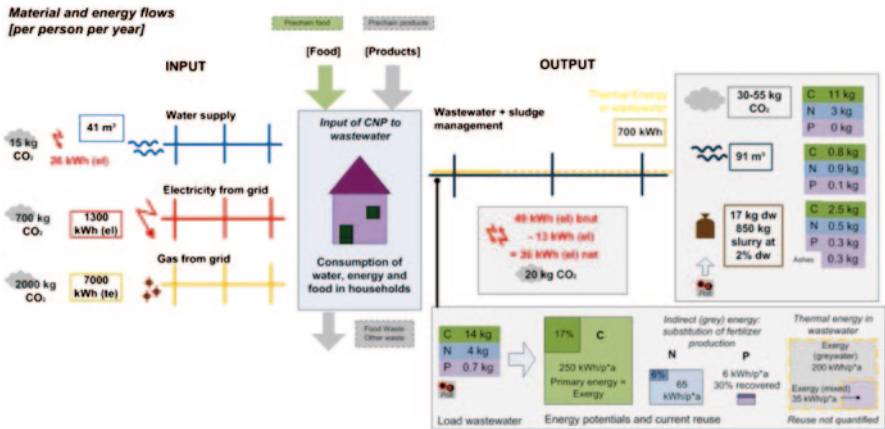 Material and energy flows
[per person per year]
Prechain food
Prechain products
[Food]
[Products]
INPUT
OUTPUT
Water supply
41 m³
15 kg
CO₂
26 kWh (el)
Electricity from grid
700 kg
CO₂
1300
kWh (el)
Gas from grid
2000 kg
CO₂
7000
kWh (te)
Input of CNP to
wastewater
Consumption of
water, energy and
food in households
Food Waste
Other waste
Wastewater + sludge
management
Thermal Energy
in wastewater
700 kWh
49 kWh (el) brut
- 13 kWh (el)
= 36 kWh (el) net
20 kg CO₂
30-55 kg
CO₂
C 11 kg
N 3 kg
P 0 kg
91 m³
C 0.8 kg
N 0.9 kg
P 0.1 kg
17 kg dw
850 kg
slurry at
2% dw
C 2.5 kg
N 0.5 kg
P 0.3 kg
Ashes 0.3 kg
C 14 kg
N 4 kg
P 0.7 kg
Load wastewater
17% C
250 kWh/p*a
Primary energy =
Exergy
Energy potentials and current reuse
Indirect (grey) energy:
substitution of fertilizer
production
N
6%
65
kWh/p*a
P
6 kWh/p*a
30% recovered
Thermal energy in
wastewater
Exergy
(greywater)
200 kWh/p*a
Exergy (mixed)
35 kWh/p*a
Reuse not quantified